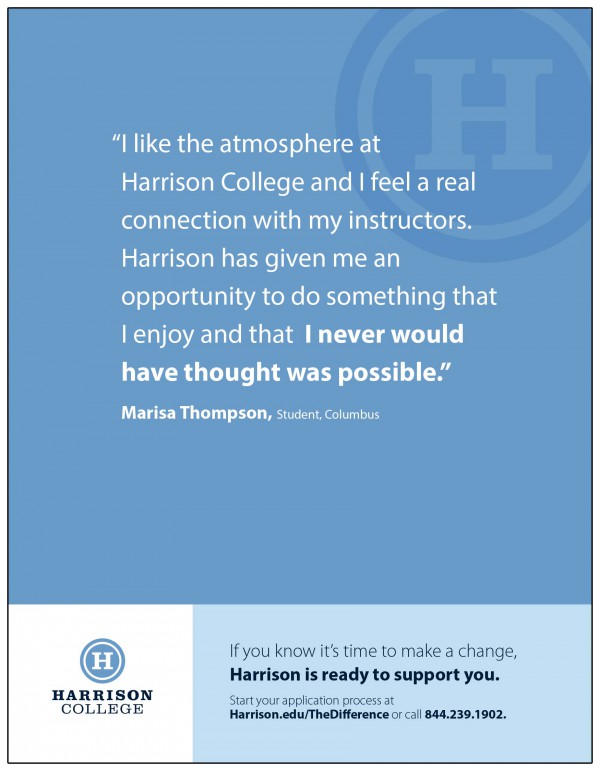 H
“I like the atmosphere at
Harrison College and I feel a real
connection with my instructors.
Harrison has given me an
opportunity to do something that
I enjoy and that I never would
have thought was possible.”
Marisa Thompson, Student, Columbus
H
HARRISON
COLLEGE
If you know it’s time to make a change,
Harrison is ready to support you.
Start your application process at
Harrison.edu/TheDifference or call 844.239.1902.